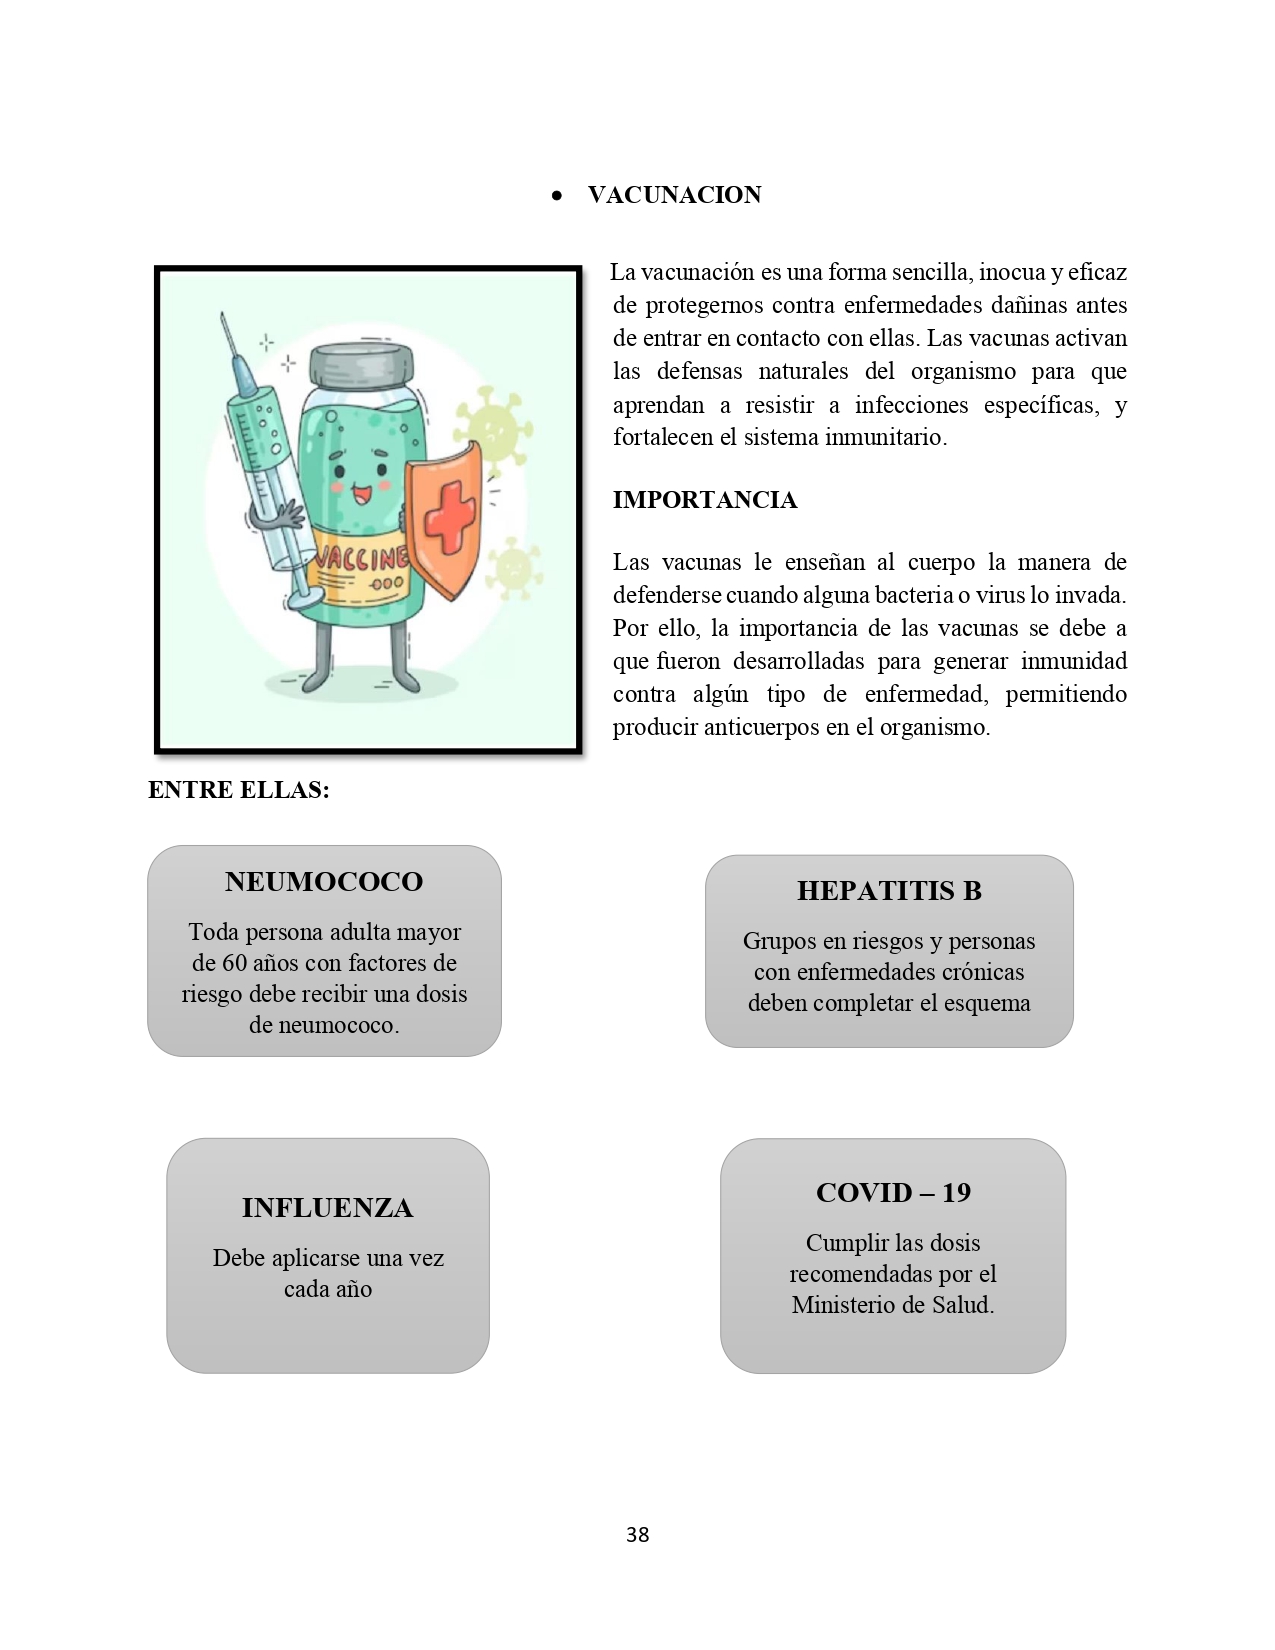 • VACUNACION
La vacunación es una forma sencilla, inocua y eficaz
de protegernos contra enfermedades dañinas antes
de entrar en contacto con ellas. Las vacunas activan
las defensas naturales del organismo para que
aprendan a resistir a infecciones específicas, y
fortalecen el sistema inmunitario.
VACCINE
IMPORTANCIA
Las vacunas le enseñan al cuerpo la manera de
defenderse cuando alguna bacteria o virus lo invada.
Por ello, la importancia de las vacunas se debe a
que fueron desarrolladas para generar inmunidad
contra algún tipo de enfermedad, permitiendo
producir anticuerpos en el organismo.
ENTRE ELLAS:
NEUMOCOCO
Toda persona adulta mayor
de 60 años con factores de
riesgo debe recibir una dosis
de neumococo.
HEPATITIS B
Grupos en riesgos y personas
con enfermedades crónicas
deben completar el esquema
INFLUENZA
Debe aplicarse una vez
cada año
COVID – 19
Cumplir las dosis
recomendadas por el
Ministerio de Salud.
38